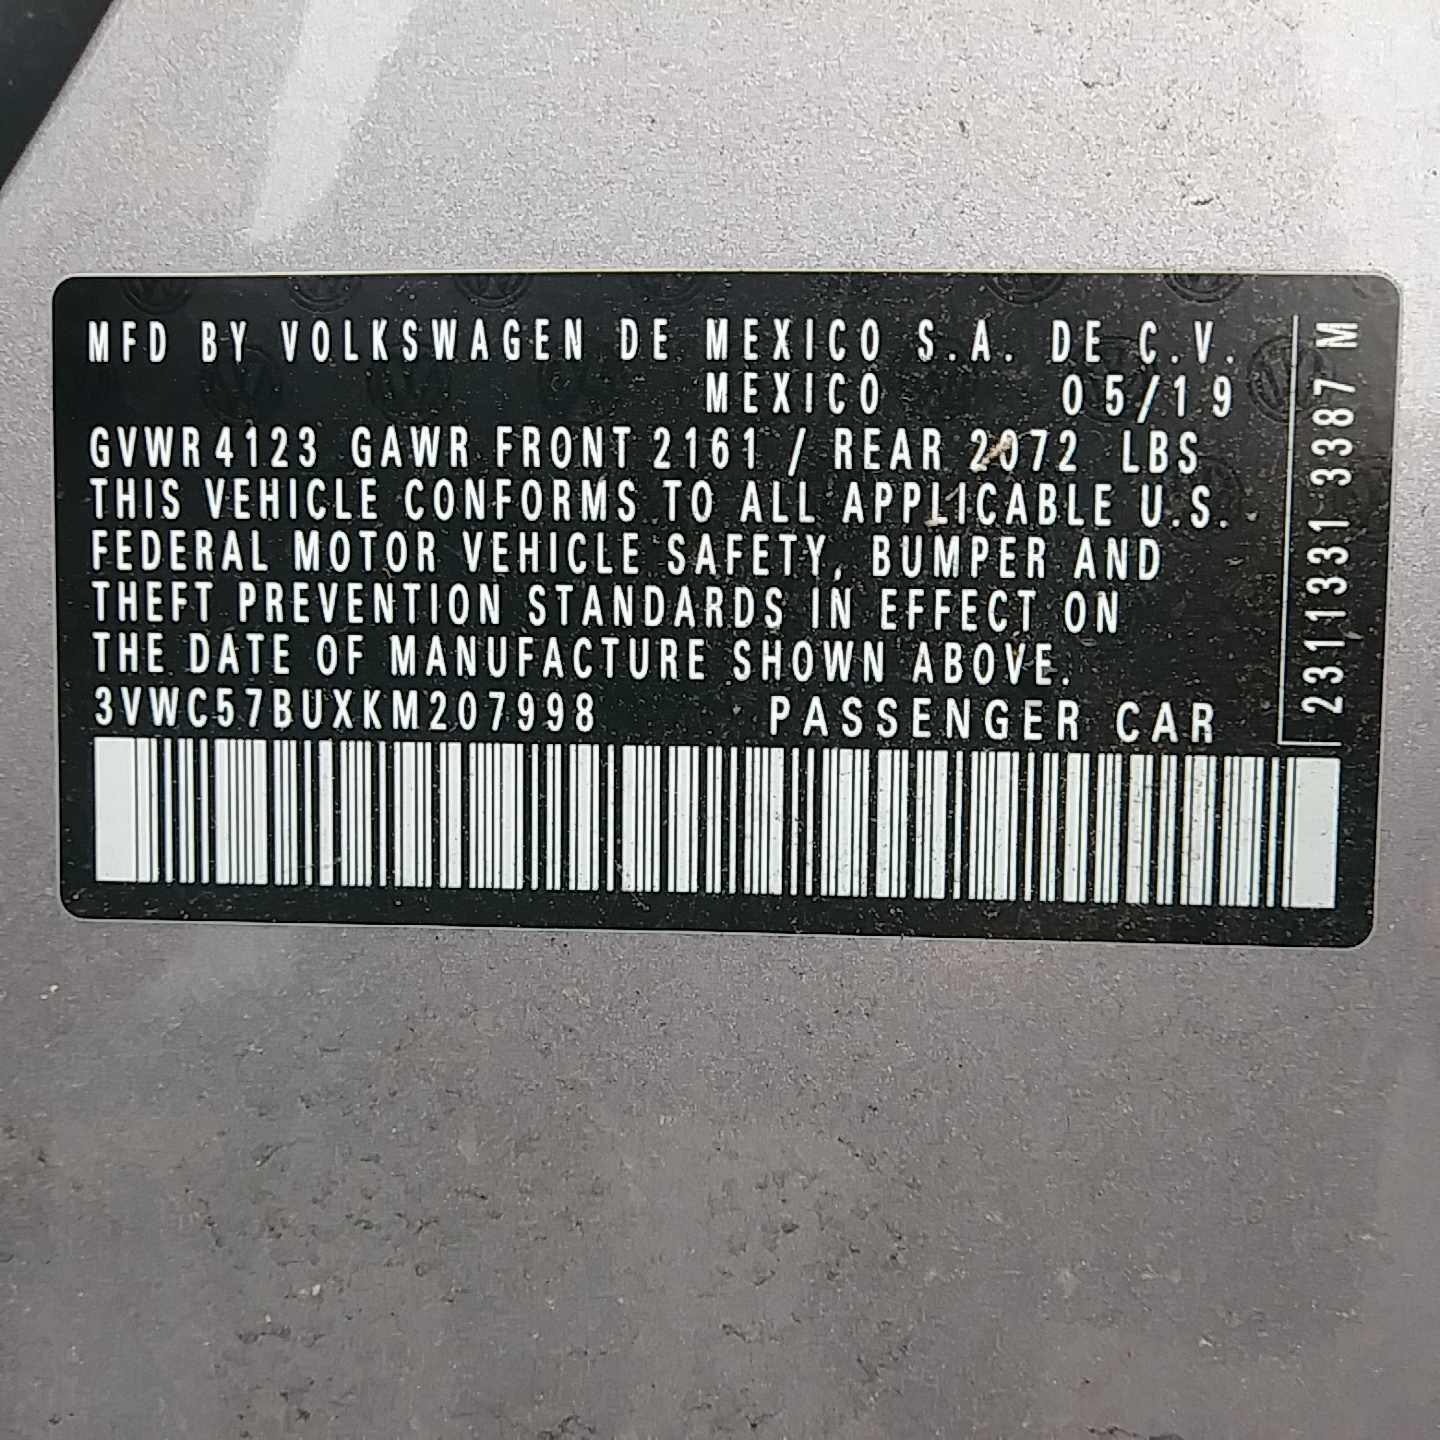 MFD BY VOLKSWAGEN DE MEXICO S.A. DE C.V.
MEXICO 05/19
GVWR 4123 GAWR FRONT 2161 / REAR 2072 LBS
THIS VEHICLE CONFORMS TO ALL APPLICABLE U.S.
FEDERAL MOTOR VEHICLE SAFETY, BUMPER AND
THEFT PREVENTION STANDARDS IN EFFECT ON
THE DATE OF MANUFACTURE SHOWN ABOVE.
3VWC57BUXKM207998 PASSENGER CAR
2311331 3387 M